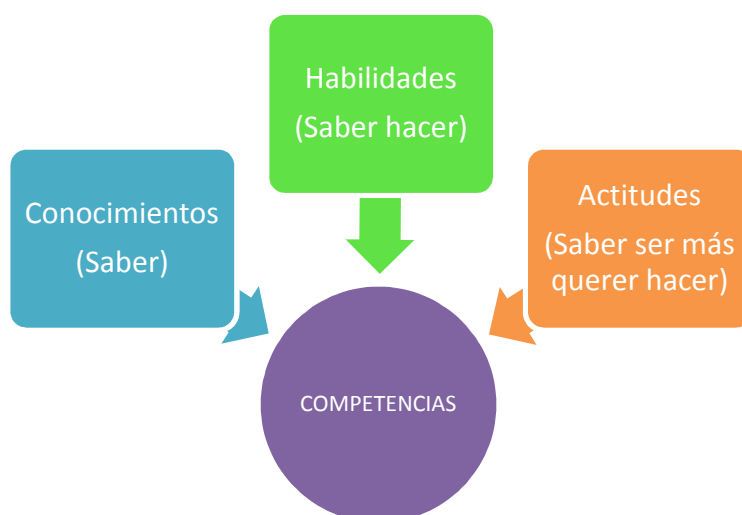 Habilidades
(Saber hacer)
Conocimientos
(Saber)
Actitudes
(Saber ser más
querer hacer)
COMPETENCIAS